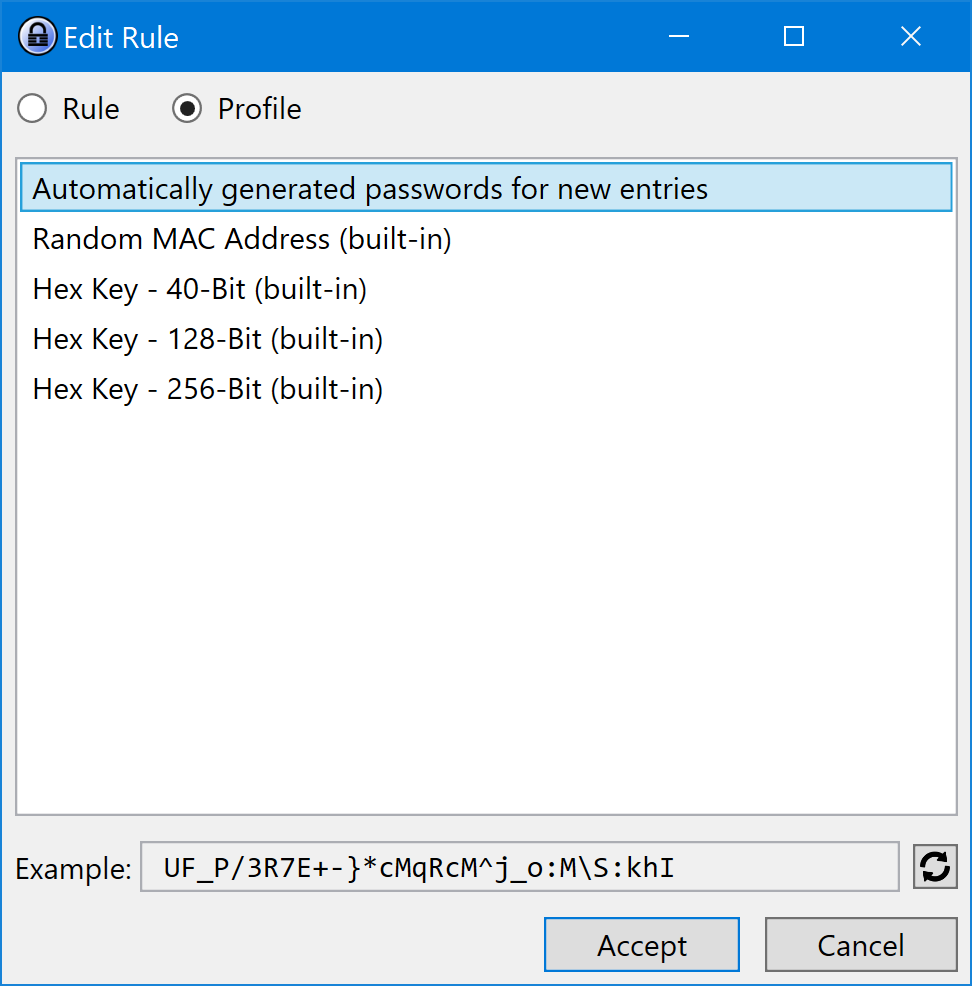 Edit Rule
Rule Profile
Automatically generated passwords for new entries
Random MAC Address (built-in)
Hex Key - 40-Bit (built-in)
Hex Key - 128-Bit (built-in)
Hex Key - 256-Bit (built-in)
Example: UF_P/3R7E+-}*cMqRcM^j_o:M\S:khI
Accept Cancel